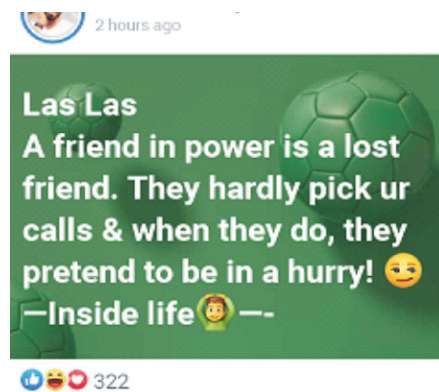 2 hours ago
Las Las
A friend in power is a lost
friend. They hardly pick ur
calls & when they do, they
pretend to be in a hurry! 😏
—Inside life🙆—-
322